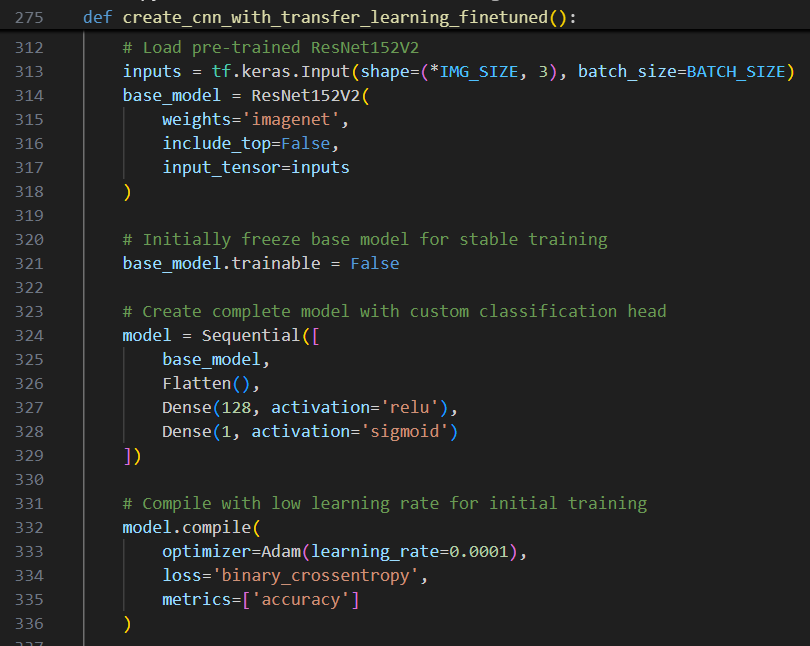 275 def create_cnn_with_transfer_learning_finetuned():
312 # Load pre-trained ResNet152V2
313 inputs = tf.keras.Input(shape=(*IMG_SIZE, 3), batch_size=BATCH_SIZE)
314 base_model = ResNet152V2(
315 weights='imagenet',
316 include_top=False,
317 input_tensor=inputs
318 )
319
320 # Initially freeze base model for stable training
321 base_model.trainable = False
322
323 # Create complete model with custom classification head
324 model = Sequential([
325 base_model,
326 Flatten(),
327 Dense(128, activation='relu'),
328 Dense(1, activation='sigmoid')
329 ])
330
331 # Compile with low learning rate for initial training
332 model.compile(
333 optimizer=Adam(learning_rate=0.0001),
334 loss='binary_crossentropy',
335 metrics=['accuracy']
336 )